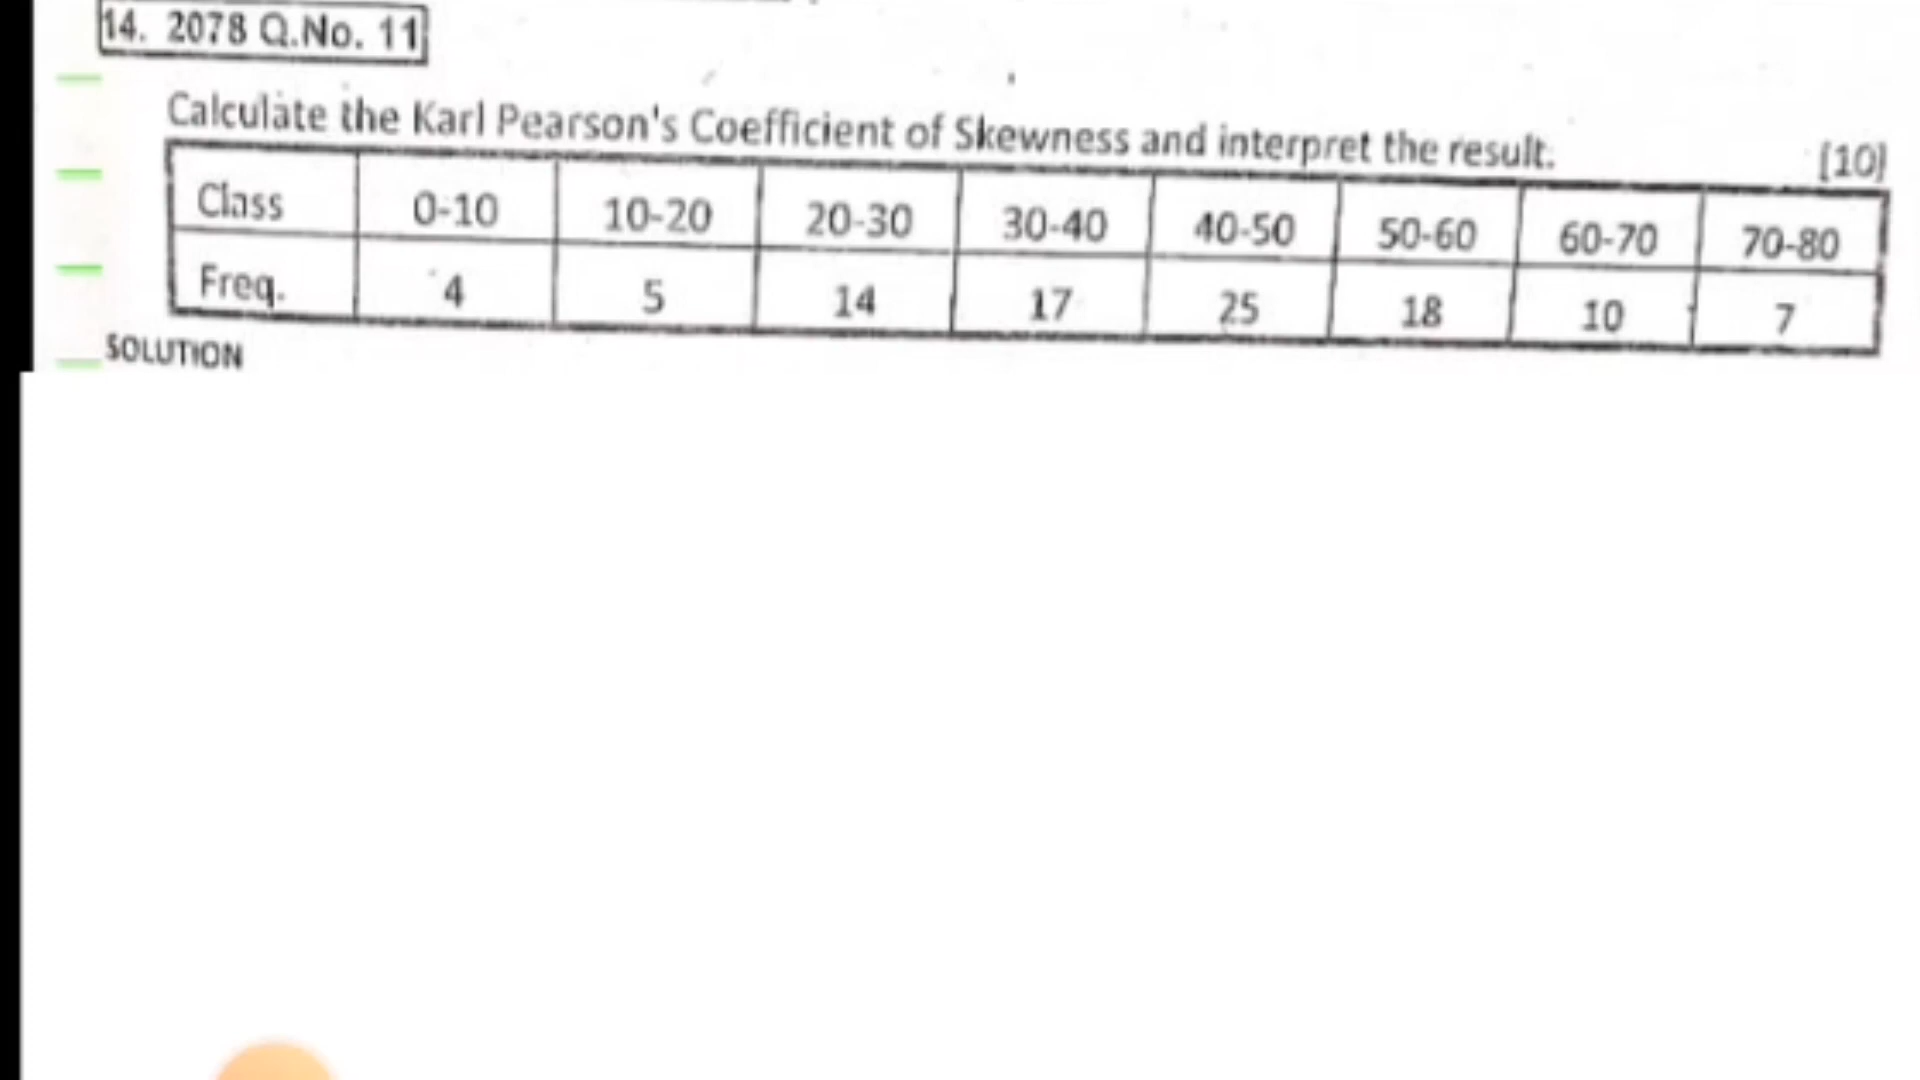 14. 2078 Q.No. 11
Calculate the Karl Pearson's Coefficient of Skewness and interpret the result. [10]
Class 0-10 10-20 20-30 30-40 40-50 50-60 60-70 70-80
Freq. 4 5 14 17 25 18 10 7
SOLUTION